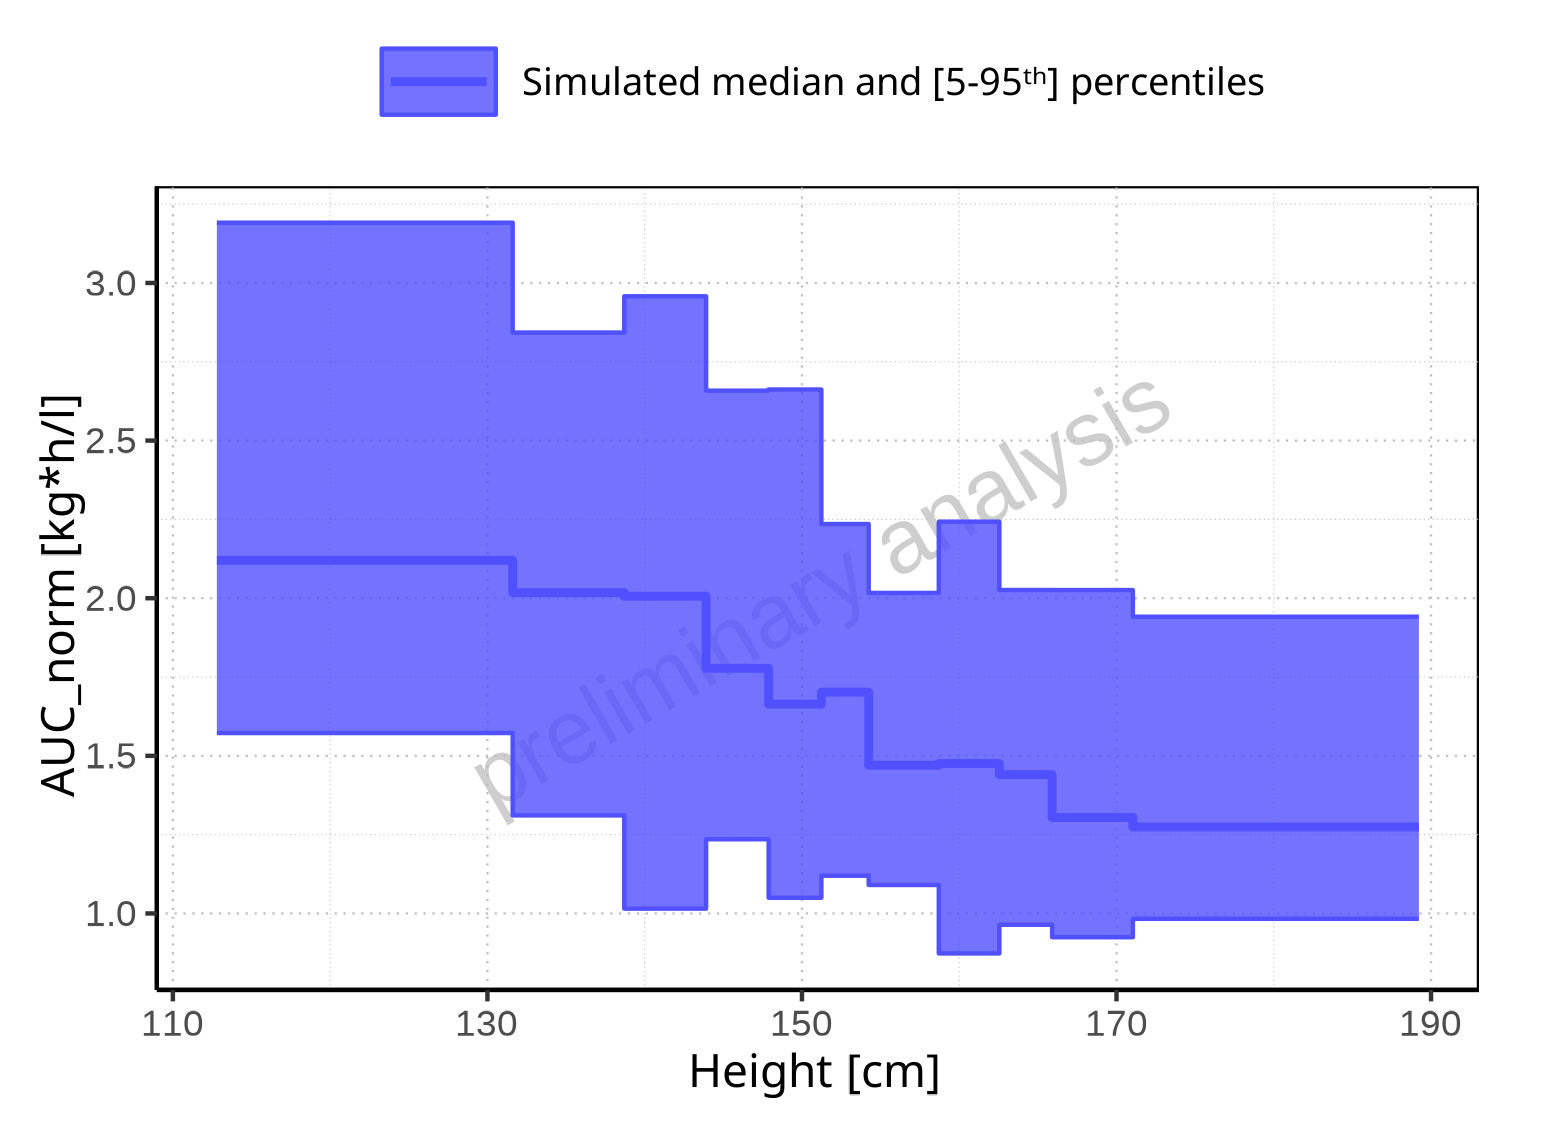 Simulated median and [5-95ᵗʰ] percentiles
AUC_norm [kg*h/l]
3.0
2.5
2.0
1.5
1.0
preliminary analysis
110 130 150 170 190
Height [cm]